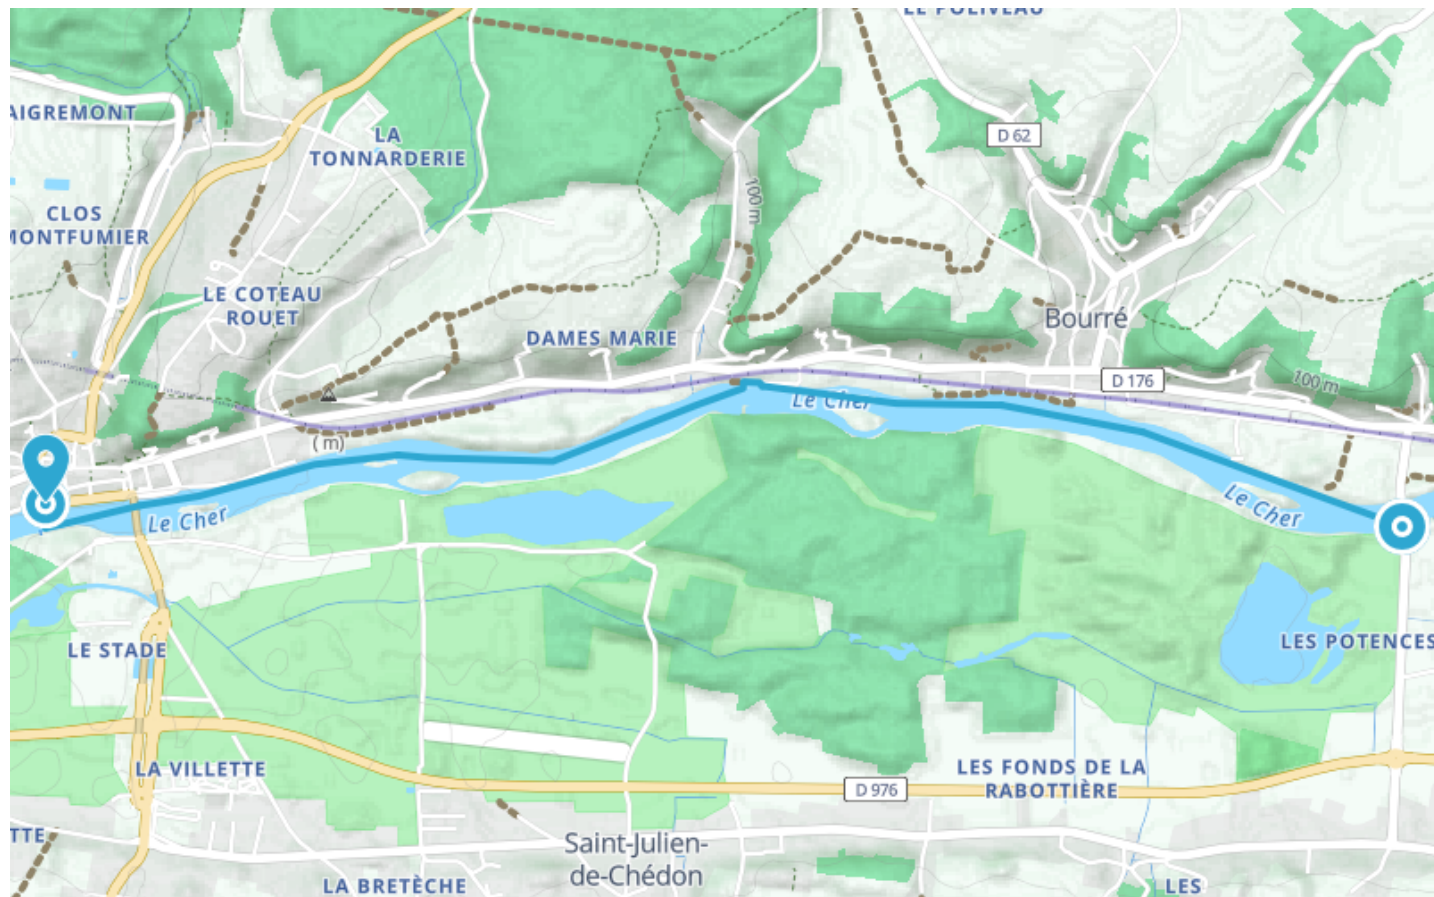 LE POLIVEAU
AIGREMONT
LA
TONNARDERIE
D 62
100 m
CLOS
MONTFUMIER
LE COTEAU
ROUET
DAMES MARIE
Bourré
D 176
100 m
Le Cher
( m)
Le Cher
Le Cher
LE STADE
LES POTENCES
LA VILLETTE
D 976
LES FONDS DE LA
RABOTTIÈRE
TTE
Saint-Julien-
de-Chédon
LA BRETÈCHE
LES